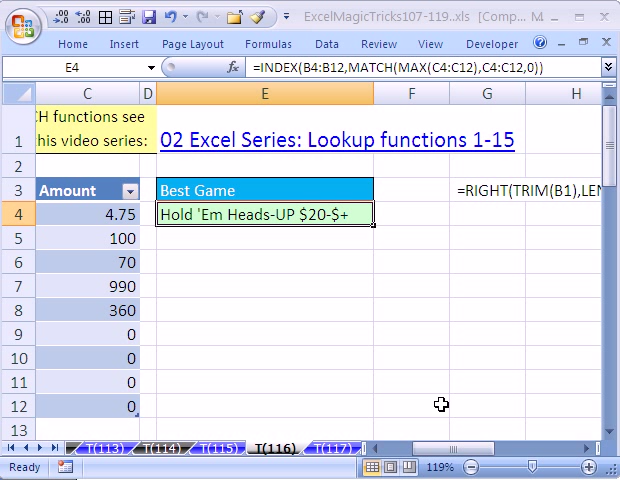 ExcelMagicTricks107-119..xls [Comp... M
Home Insert Page Layout Formulas Data Review View Developer
E4 fx =INDEX(B4:B12,MATCH(MAX(C4:C12),C4:C12,0))
C D E F G H
CH functions see
his video series:
1 02 Excel Series: Lookup functions 1-15
2
3 Amount Best Game =RIGHT(TRIM(B1),LEN
4 4.75 Hold 'Em Heads-UP $20-$+
5 100
6 70
7 990
8 360
9 0
10 0
11 0
12 0
13
T(113) T(114) T(115) T(116) T(117)
Ready 119%